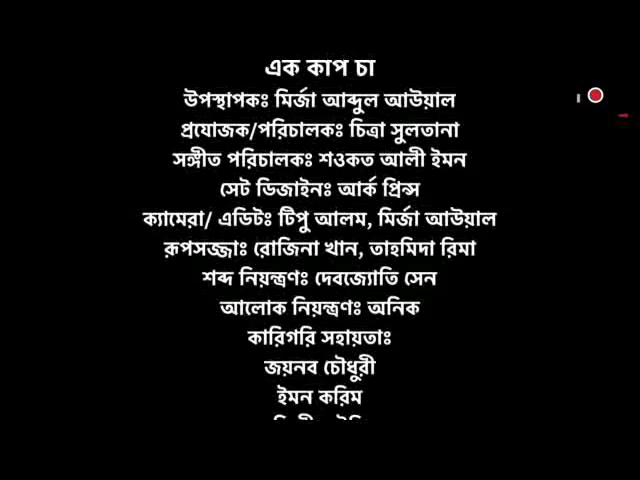 এক কাপ চা
উপস্থাপকঃ মির্জা আব্দুল আউয়াল
প্রযোজক/পরিচালকঃ চিত্রা সুলতানা
সঙ্গীত পরিচালকঃ শওকত আলী ইমন
সেট ডিজাইনঃ আর্ক প্রিন্স
ক্যামেরা/ এডিটঃ টিপু আলম, মির্জা আউয়াল
রূপসজ্জাঃ রোজিনা খান, তাহমিদা রিমা
শব্দ নিয়ন্ত্রণঃ দেবজ্যোতি সেন
আলোক নিয়ন্ত্রণঃ অনিক
কারিগরি সহায়তাঃ
জয়নব চৌধুরী
ইমন করিম